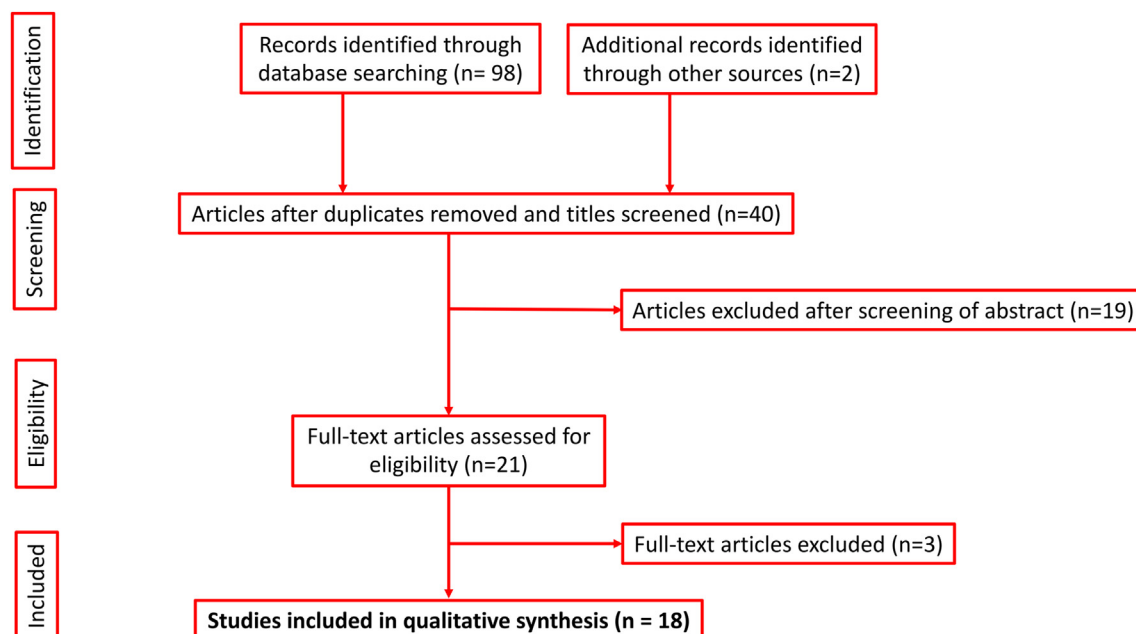 Identification
Records identified through
database searching (n= 98)
Additional records identified
through other sources (n=2)
Screening
Articles after duplicates removed and titles screened (n=40)
Articles excluded after screening of abstract (n=19)
Eligibility
Full-text articles assessed for
eligibility (n=21)
Included
Full-text articles excluded (n=3)
Studies included in qualitative synthesis (n = 18)